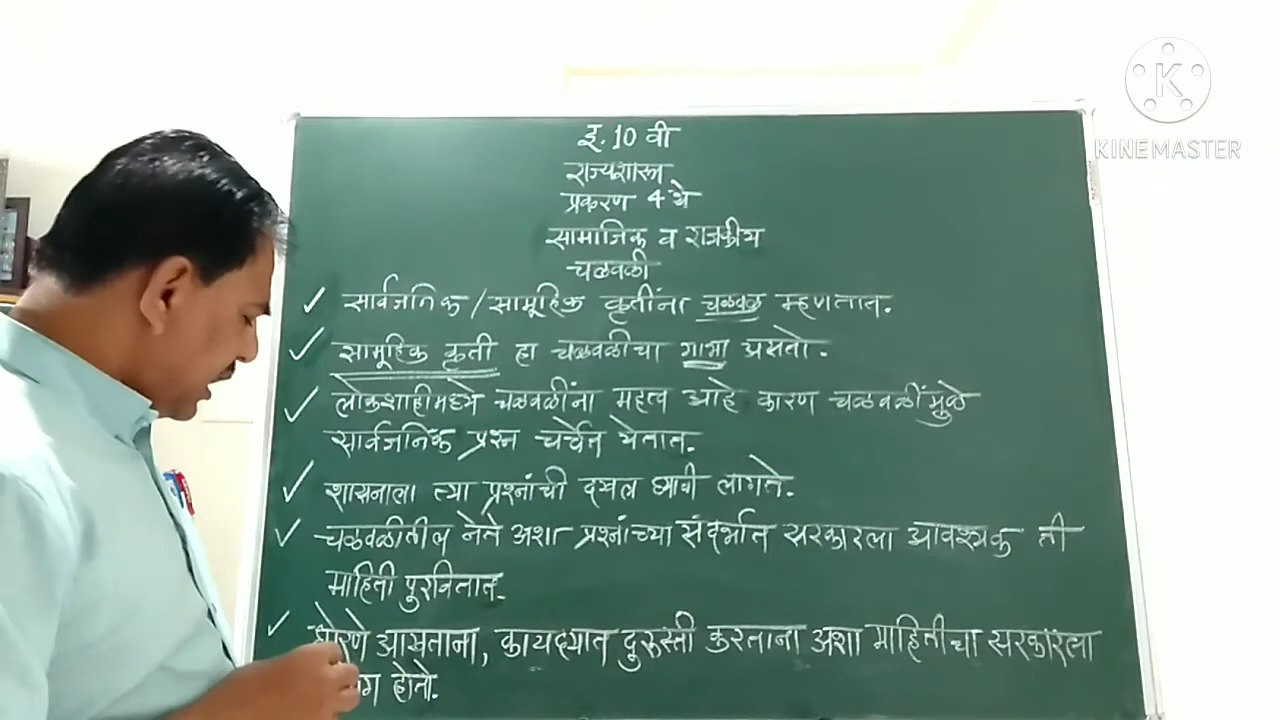 इ. 10 वी
राज्यशास्त्र
प्रकरण 4 थे
सामाजिक व राजकीय
चळवळी
सार्वजनिक/सामूहिक कृतींना चळवळ म्हणतात.
सामूहिक कृती हा चळवळीचा गाभा असतो.
लोकशाहीमध्ये चळवळींना महत्व आहे कारण चळवळींमुळे
सार्वजनिक प्रश्न चर्चेत येतात.
शासनाला त्या प्रश्नांची दखल घ्यावी लागते.
चळवळीतील नेते अशा प्रश्नांच्या संदर्भात सरकारला आवश्यक ती
माहिती पुरवितात.
धोरणे आखताना, कायद्यात दुरुस्ती करताना अशा माहितीचा सरकारला
होतो.
KINEMASTER